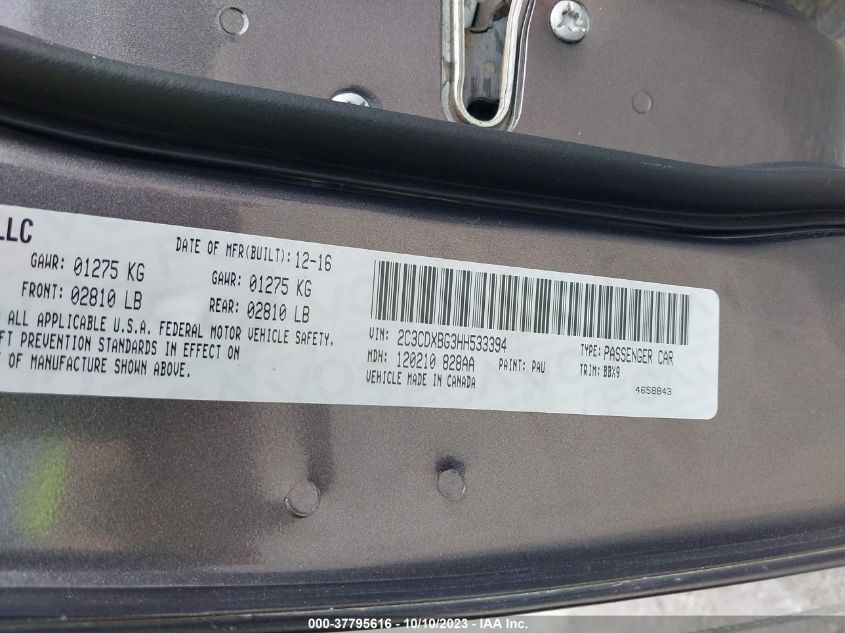 LLC
DATE OF MFR(BUILT): 12-16
GAWR: 01275 KG GAWR: 01275 KG
FRONT: 02810 LB REAR: 02810 LB
ALL APPLICABLE U.S.A. FEDERAL MOTOR VEHICLE SAFETY,
FT PREVENTION STANDARDS IN EFFECT ON
OF MANUFACTURE SHOWN ABOVE.
VIN: 2C3CDXBG3HH533394 TYPE: PASSENGER CAR
MDH: 120210 828AA PAINT: PAU TRIM: BBX9
VEHICLE MADE IN CANADA 4658843
000-37795616 - 10/10/2023 - IAA Inc.